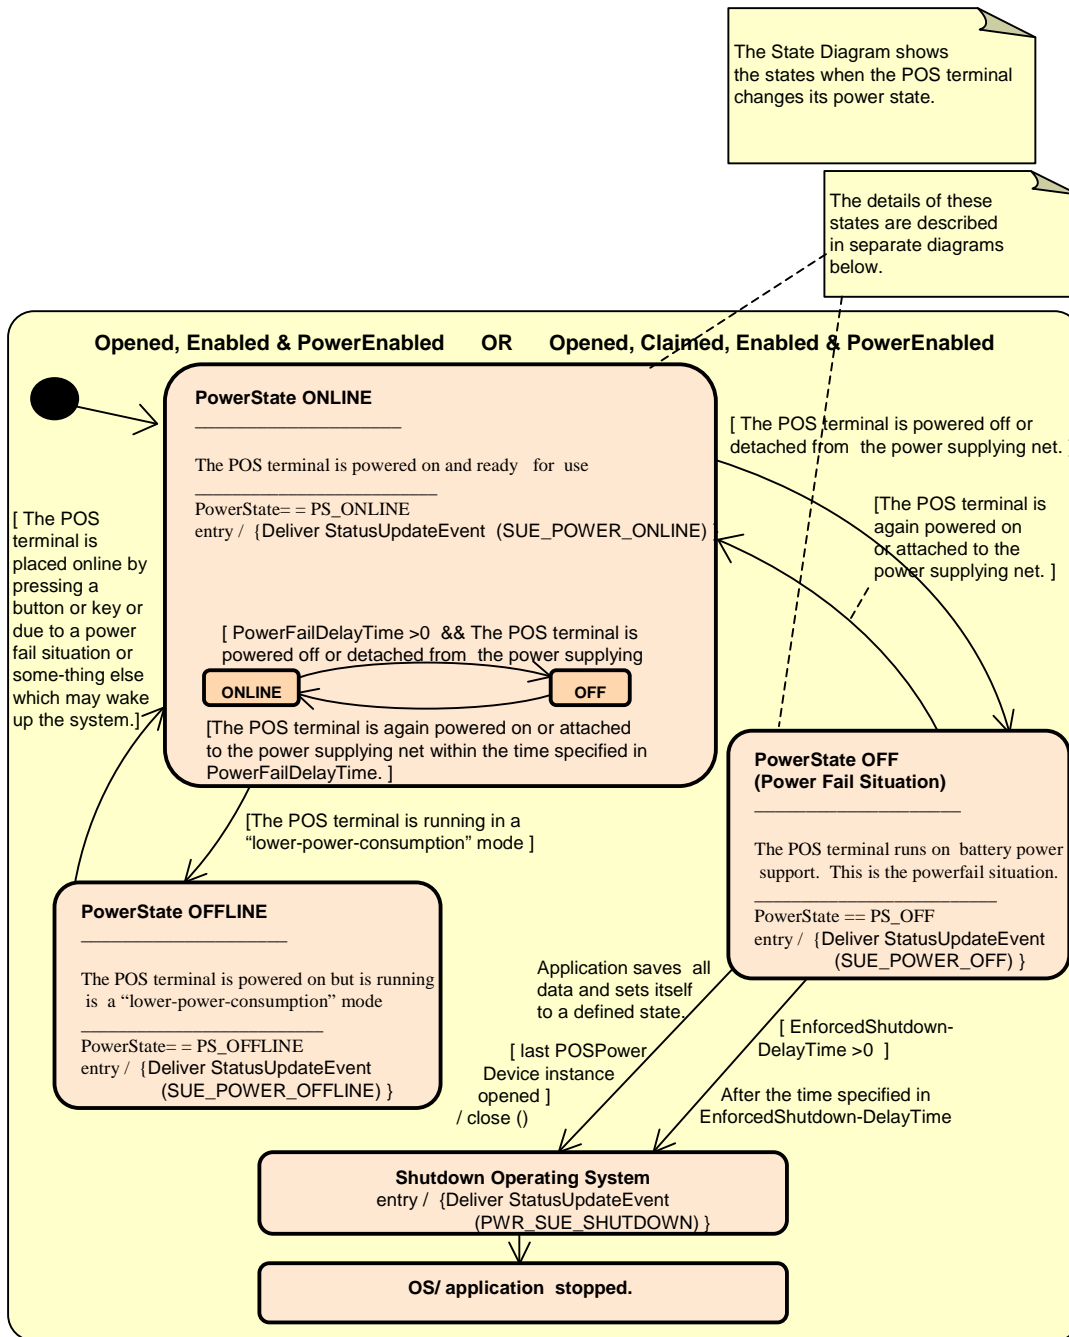 The State Diagram shows
the states when the POS terminal
changes its power state.
The details of these
states are described
in separate diagrams
below.
Opened, Enabled & PowerEnabled OR Opened, Claimed, Enabled & PowerEnabled
PowerState ONLINE
The POS terminal is powered on and ready for use
PowerState= = PS_ONLINE
entry / {Deliver StatusUpdateEvent (SUE_POWER_ONLINE) }
[ The POS terminal is powered off or
detached from the power supplying net. ]
[The POS terminal is
again powered on
or attached to the
power supplying net. ]
[ The POS
terminal is
placed online by
pressing a
button or key or
due to a power
fail situation or
some-thing else
which may wake
up the system.]
[ PowerFailDelayTime >0 && The POS terminal is
powered off or detached from the power supplying
ONLINE
OFF
[The POS terminal is again powered on or attached
to the power supplying net within the time specified in
PowerFailDelayTime. ]
[The POS terminal is running in a
“lower-power-consumption” mode ]
PowerState OFF
(Power Fail Situation)
The POS terminal runs on battery power
support. This is the powerfail situation.
PowerState == PS_OFF
entry / {Deliver StatusUpdateEvent
(SUE_POWER_OFF) }
PowerState OFFLINE
The POS terminal is powered on but is running
is a “lower-power-consumption” mode
PowerState= = PS_OFFLINE
entry / {Deliver StatusUpdateEvent
(SUE_POWER_OFFLINE) }
Application saves all
data and sets itself
to a defined state.
[ last POSPower
Device instance
opened ]
/ close ()
[ EnforcedShutdown-
DelayTime >0 ]
After the time specified in
EnforcedShutdown-DelayTime
Shutdown Operating System
entry / {Deliver StatusUpdateEvent
(PWR_SUE_SHUTDOWN) }
OS/ application stopped.